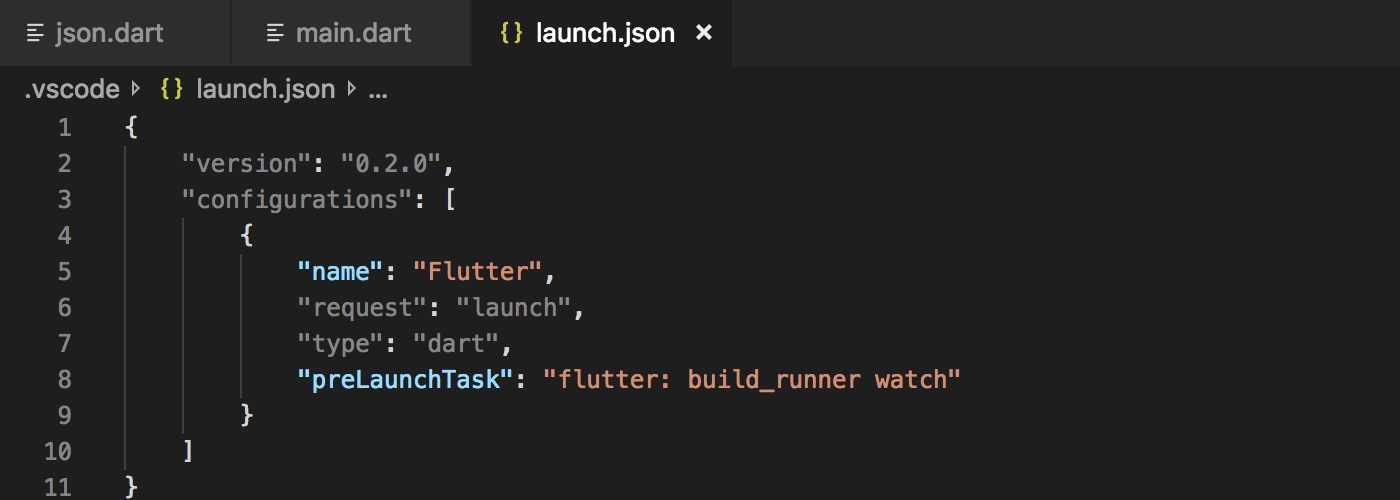 json.dart main.dart {} launch.json ×
.vscode {} launch.json ...
1 {
2 "version": "0.2.0",
3 "configurations": [
4 {
5 "name": "Flutter",
6 "request": "launch",
7 "type": "dart",
8 "preLaunchTask": "flutter: build_runner watch"
9 }
10 ]
11 }